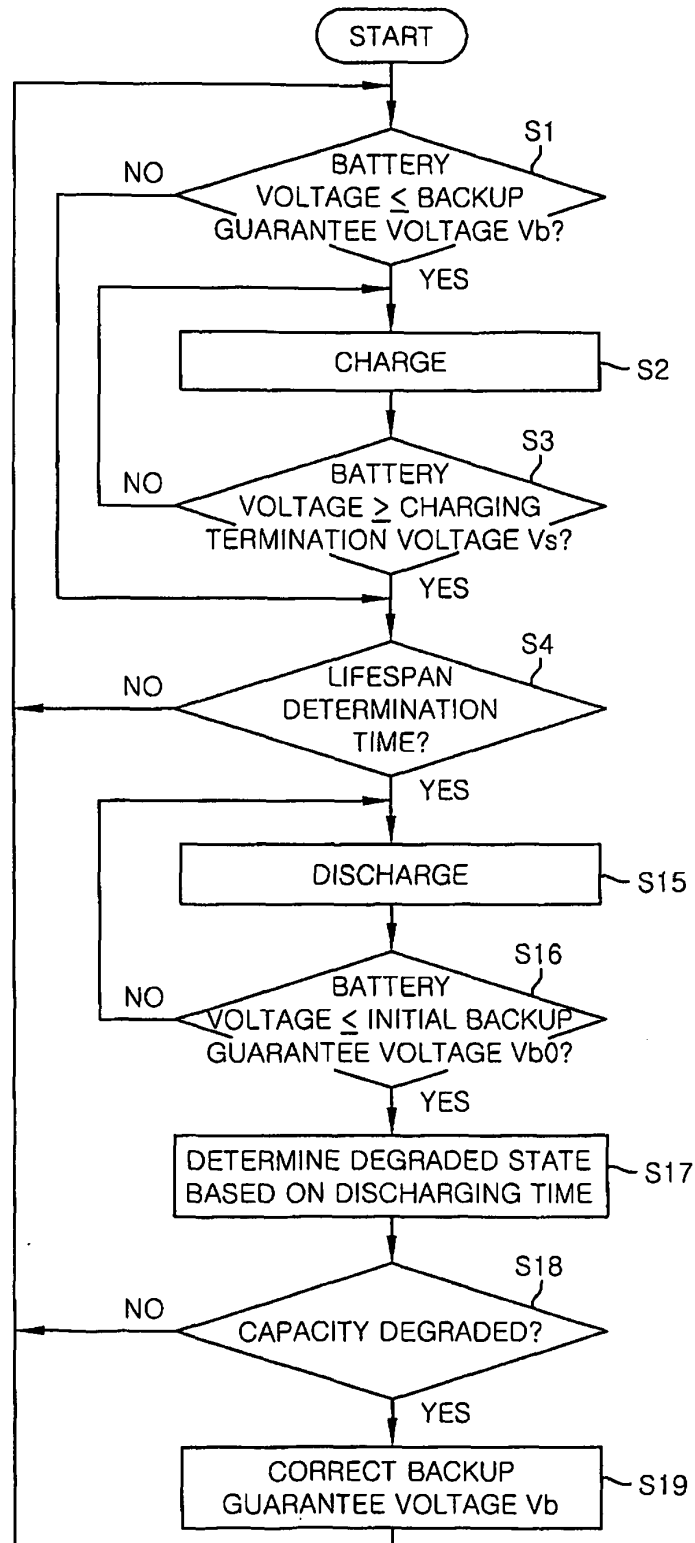 START
S1
NO
BATTERY
VOLTAGE ≤ BACKUP
GUARANTEE VOLTAGE Vb?
YES
CHARGE
S2
S3
NO
BATTERY
VOLTAGE ≥ CHARGING
TERMINATION VOLTAGE Vs?
YES
S4
NO
LIFESPAN
DETERMINATION
TIME?
YES
DISCHARGE
S15
S16
NO
BATTERY
VOLTAGE ≤ INITIAL BACKUP
GUARANTEE VOLTAGE Vb0?
YES
DETERMINE DEGRADED STATE
BASED ON DISCHARGING TIME
S17
S18
NO
CAPACITY DEGRADED?
YES
CORRECT BACKUP
GUARANTEE VOLTAGE Vb
S19